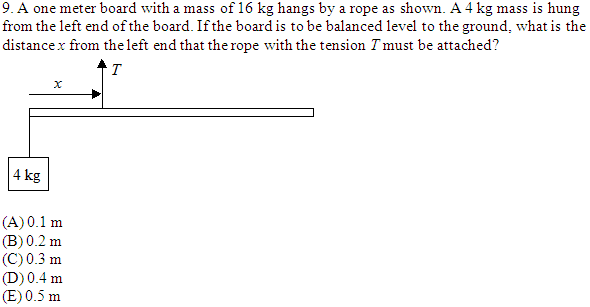 9. A one meter board with a mass of 16 kg hangs by a rope as shown. A 4 kg mass is hung
from the left end of the board. If the board is to be balanced level to the ground, what is the
distance x from the left end that the rope with the tension T must be attached?
T
x
4 kg
(A) 0.1 m
(B) 0.2 m
(C) 0.3 m
(D) 0.4 m
(E) 0.5 m